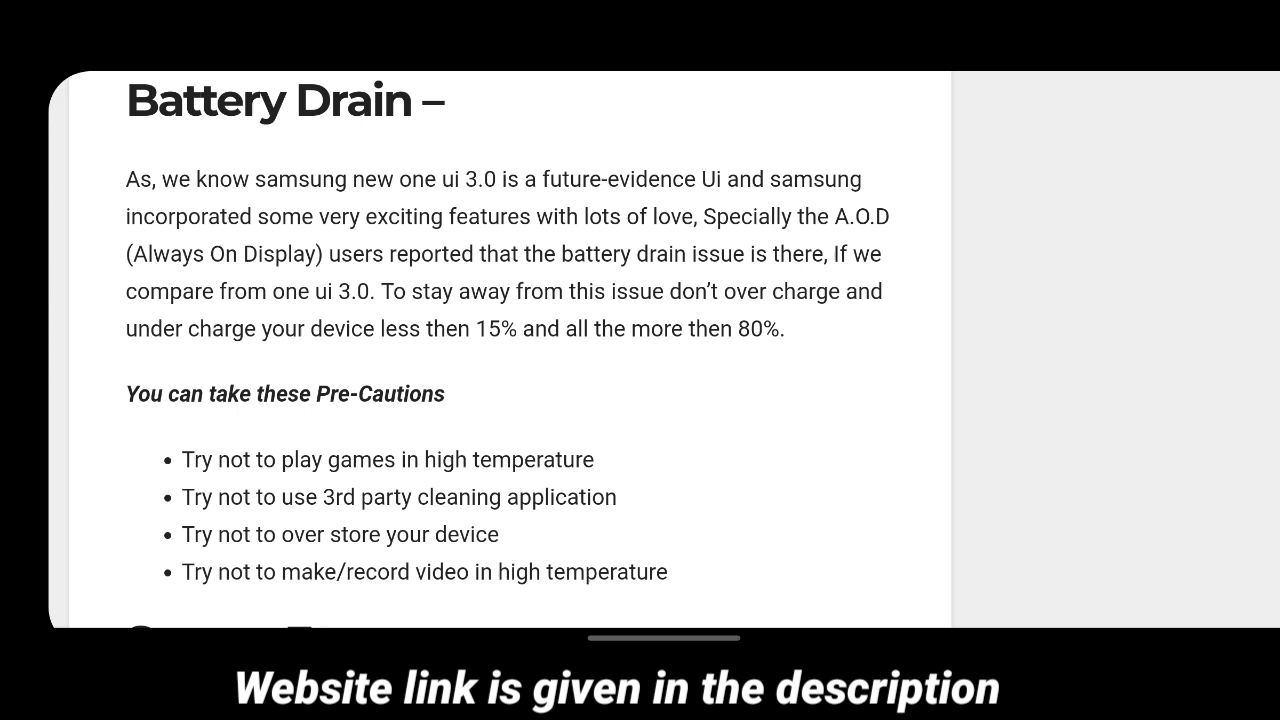 Battery Drain –
As, we know samsung new one ui 3.0 is a future-evidence Ui and samsung
incorporated some very exciting features with lots of love, Specially the A.O.D
(Always On Display) users reported that the battery drain issue is there, If we
compare from one ui 3.0. To stay away from this issue don’t over charge and
under charge your device less then 15% and all the more then 80%.
You can take these Pre-Cautions
• Try not to play games in high temperature
• Try not to use 3rd party cleaning application
• Try not to over store your device
• Try not to make/record video in high temperature
Website link is given in the description